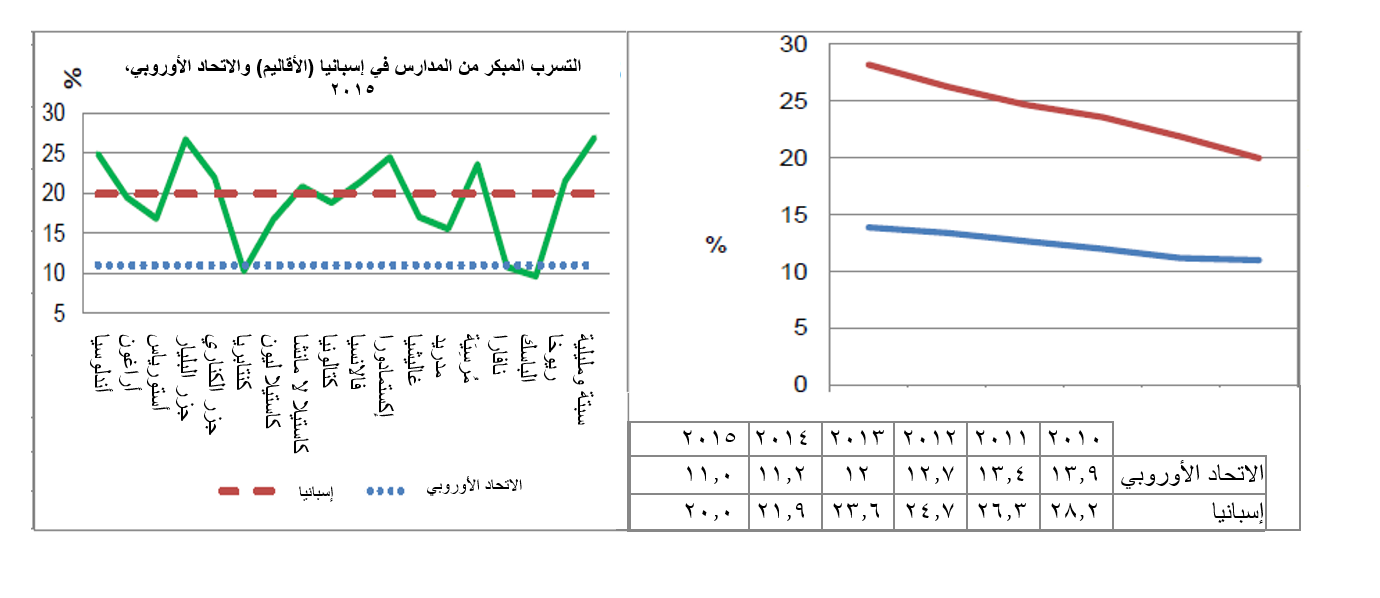 التسرب المبكر من المدارس في إسبانيا (الأقاليم) والاتحاد الأوروبي،
٢٠١٥
%
30
25
20
15
10
5
أندلوسيا
أراغون
أستورياس
جزر البليار
جزر الكناري
كنتابريا
كاستيلا ليون
كاستيلا لا مانشا
كتالونيا
فالانسيا
إكستمادورا
غاليشيا
مدريد
مُرسِيَة
نافارا
الباسك
ريوخا
سبتة ومليلية
إسبانيا
الاتحاد الأوروبي
%
30
25
20
15
10
5
0
٢٠١٠ ٢٠١١ ٢٠١٢ ٢٠١٣ ٢٠١٤ ٢٠١٥
الاتحاد الأوروبي ١٣,٩ ١٣,٤ ١٢,٧ ١٢ ١١,٢ ١١,٠
إسبانيا ٢٨,٢ ٢٦,٣ ٢٤,٧ ٢٣,٦ ٢١,٩ ٢٠,٠